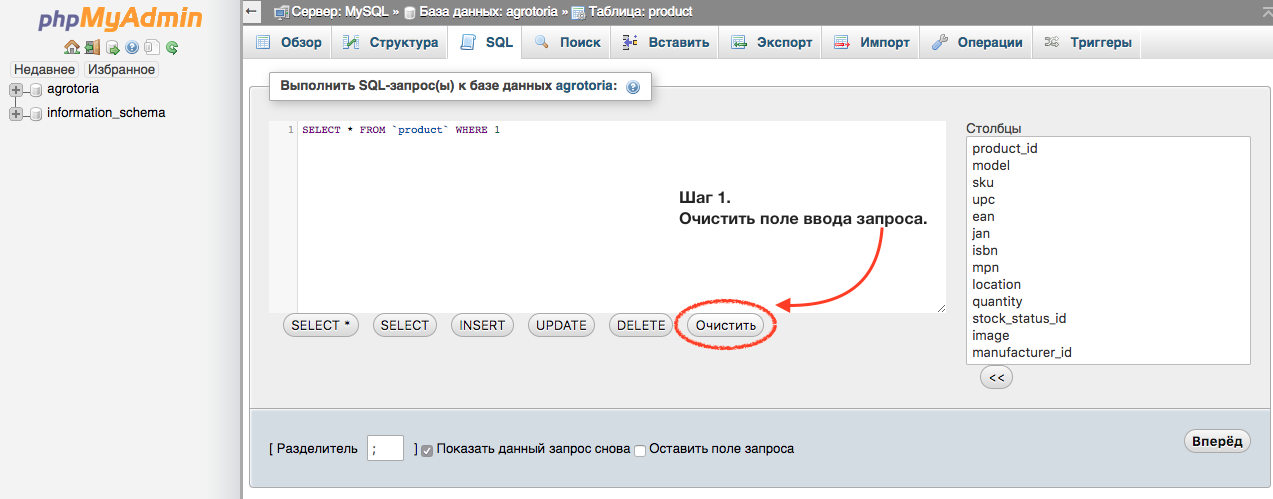 phpMyAdmin
Недавнее Избранное
agrotoria
information_schema
← Сервер: MySQL » База данных: agrotoria » Таблица: product
Обзор Структура SQL Поиск Вставить Экспорт Импорт Операции Триггеры
Выполнить SQL-запрос(ы) к базе данных agrotoria:
1 SELECT * FROM `product` WHERE 1
Шаг 1.
Очистить поле ввода запроса.
SELECT * SELECT INSERT UPDATE DELETE Очистить
Столбцы
product_id
model
sku
upc
ean
jan
isbn
mpn
location
quantity
stock_status_id
image
manufacturer_id
<<
[ Разделитель ; ] Показать данный запрос снова Оставить поле запроса
Вперёд